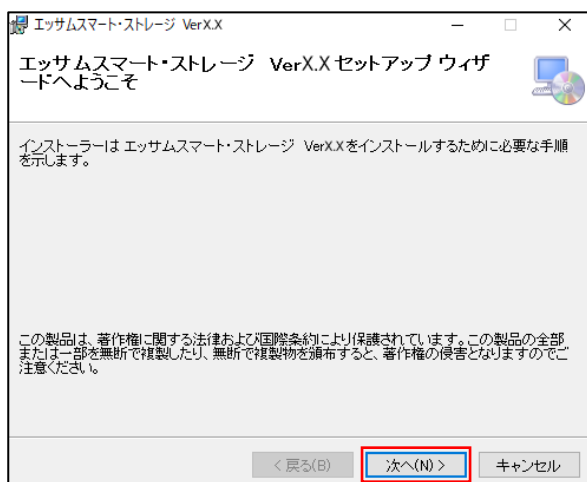 エッサムスマート・ストレージ VerX.X
エッサムスマート・ストレージ VerX.X セットアップ ウィザ
ードへようこそ
インストーラーは エッサムスマート・ストレージ VerX.Xをインストールするために必要な手順
を示します。
この製品は、著作権に関する法律および国際条約により保護されています。この製品の全部
または一部を無断で複製したり、無断で複製物を頒布すると、著作権の侵害となりますのでご
注意ください。
< 戻る(B)
次へ(N) >
キャンセル